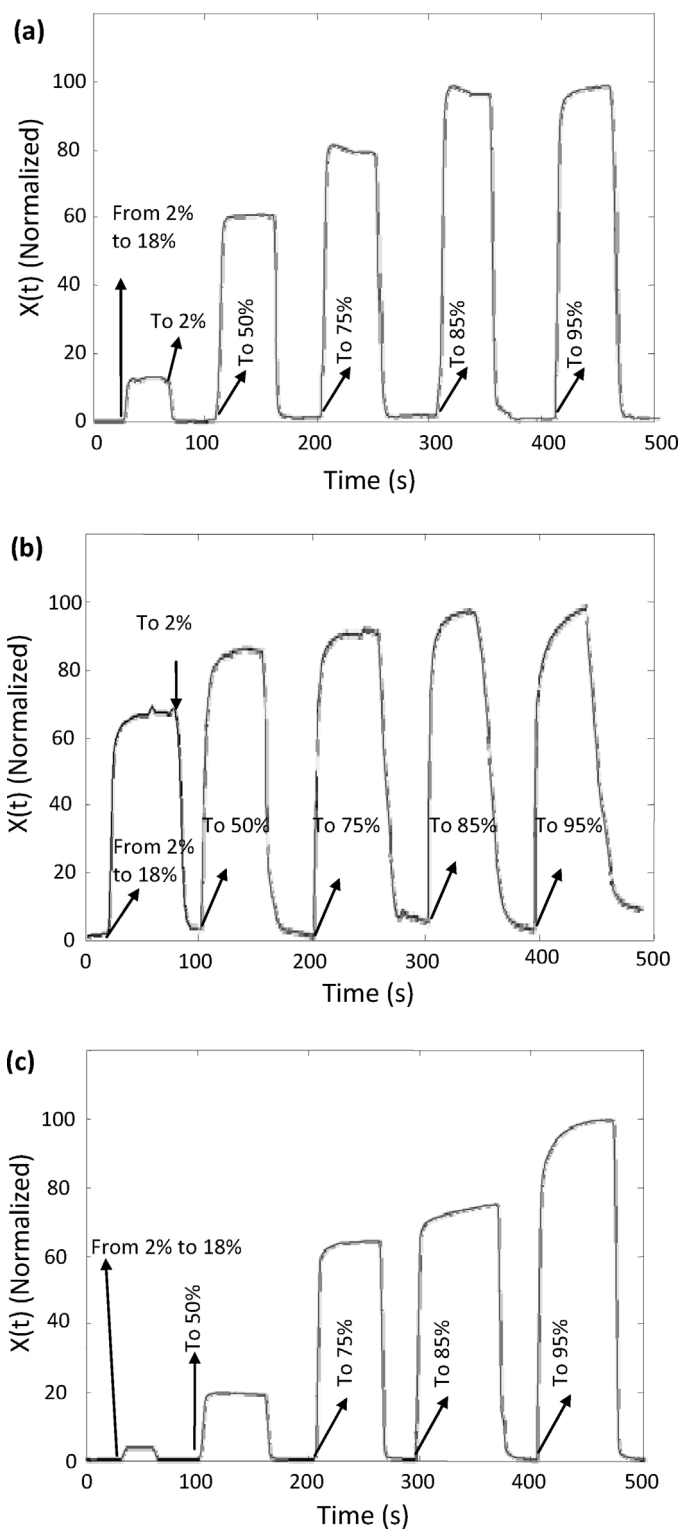 (a)
X(t) (Normalized)
100
80
60
40
20
0
From 2%
to 18%
To 2%
To 50%
To 75%
To 85%
To 95%
0
100
200
300
400
500
Time (s)
(b)
X(t) (Normalized)
100
80
60
40
20
0
To 2%
From 2%
to 18%
To 50%
To 75%
To 85%
To 95%
0
100
200
300
400
500
Time (s)
(c)
X(t) (Normalized)
100
80
60
40
20
0
From 2% to 18%
To 50%
To 75%
To 85%
To 95%
0
100
200
300
400
500
Time (s)